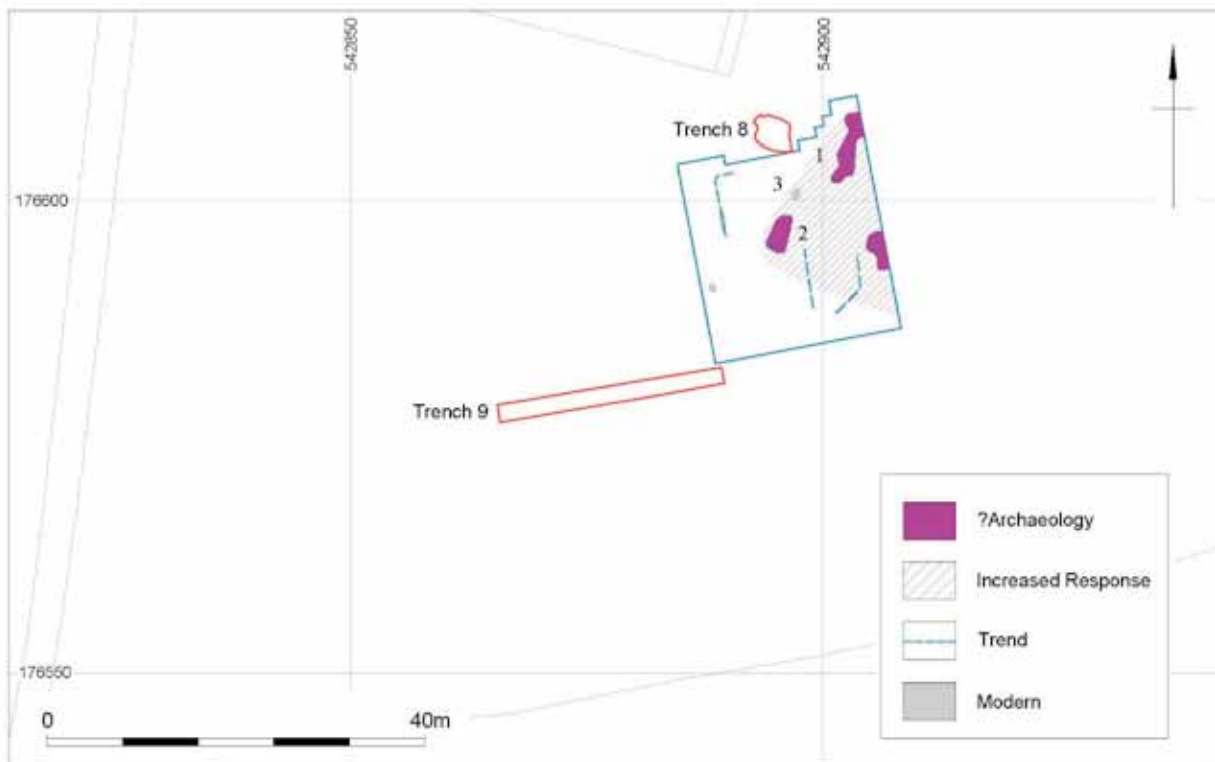 542850
542900
Trench 8
1
3
176600
2
Trench 9
?Archaeology
Increased Response
Trend
Modern
176550
0
40m